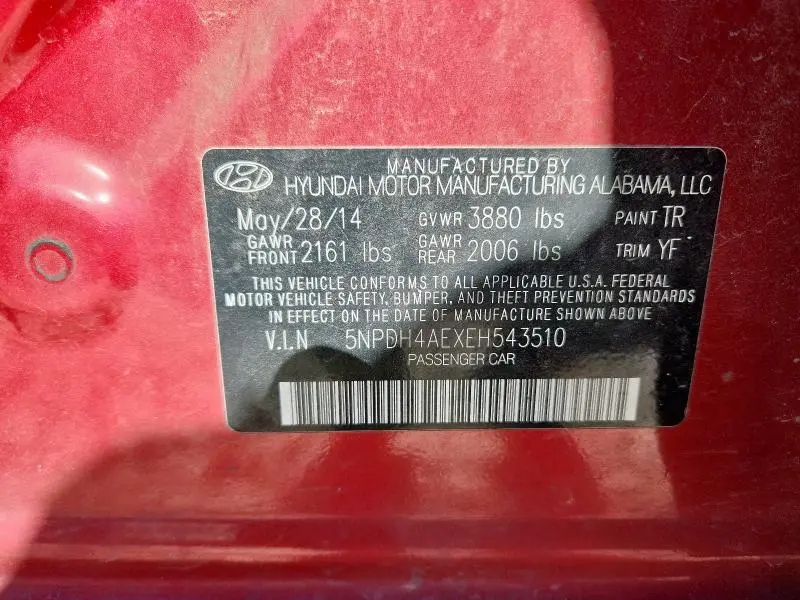 MANUFACTURED BY
HYUNDAI MOTOR MANUFACTURING ALABAMA, LLC
May/28/14 GVWR 3880 lbs PAINT TR
GAWR FRONT 2161 lbs GAWR REAR 2006 lbs TRIM YF
THIS VEHICLE CONFORMS TO ALL APPLICABLE U.S.A. FEDERAL
MOTOR VEHICLE SAFETY, BUMPER, AND THEFT PREVENTION STANDARDS
IN EFFECT ON THE DATE OF MANUFACTURE SHOWN ABOVE
V.I.N 5NPDH4AEXEH543510
PASSENGER CAR